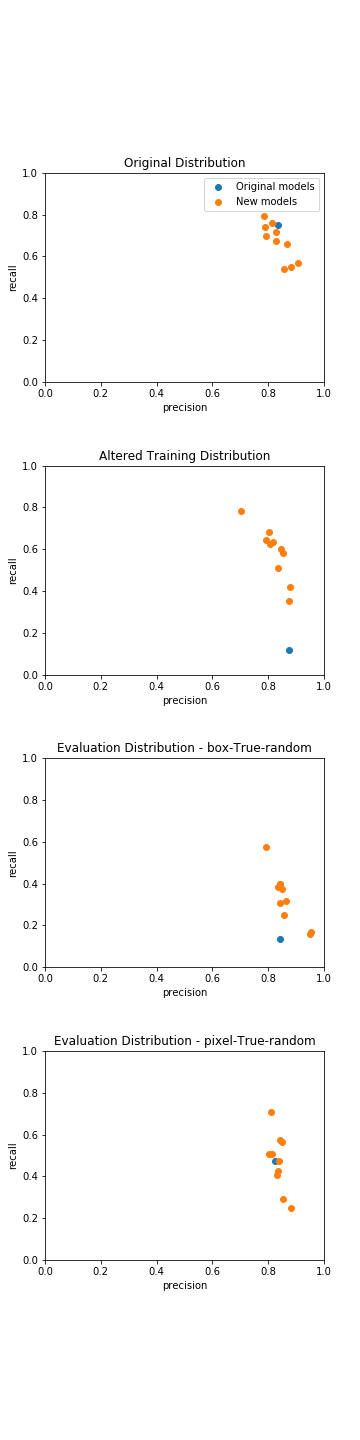 Original Distribution
1.0
0.8
0.6
0.4
0.2
0.0
recall
Original models
New models
0.0 0.2 0.4 0.6 0.8 1.0
precision
Altered Training Distribution
1.0
0.8
0.6
0.4
0.2
0.0
recall
0.0 0.2 0.4 0.6 0.8 1.0
precision
Evaluation Distribution - box-True-random
1.0
0.8
0.6
0.4
0.2
0.0
recall
0.0 0.2 0.4 0.6 0.8 1.0
precision
Evaluation Distribution - pixel-True-random
1.0
0.8
0.6
0.4
0.2
0.0
recall
0.0 0.2 0.4 0.6 0.8 1.0
precision